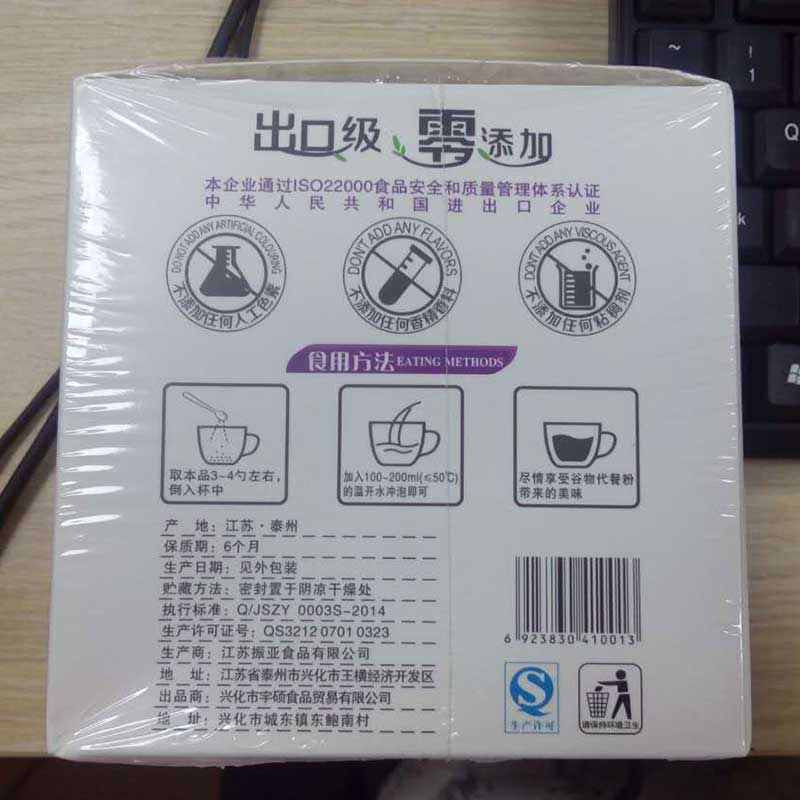 出口级 零添加
本企业通过ISO22000食品安全和质量管理体系认证
中华人民共和国进出口企业
DO NOT ADD ANY ARTIFICIAL COLOURING
不添加任何人工色素
DONT ADD ANY FLAVORS
不添加任何香精香料
DONT ADD ANY VISCOUS AGENT
不添加任何粘稠剂
食用方法 EATING METHODS
取本品3~4勺左右,
倒入杯中
加入100-200ml(≤50℃)
的温开水冲泡即可
尽情享受谷物代餐粉
带来的美味
产 地: 江苏·泰州
保质期: 6个月
生产日期: 见外包装
贮藏方法: 密封置于阴凉干燥处
执行标准: Q/JSZY 0003S-2014
生产许可证号: QS3212 0701 0323
生产商: 江苏振亚食品有限公司
地 址: 江苏省泰州市兴化市王横经济开发区
出品商: 兴化市宇硕食品贸易有限公司
地 址: 兴化市城东镇东鲍南村
6 923830 410013
生产许可
请保持环境卫生
~
!
1
Q